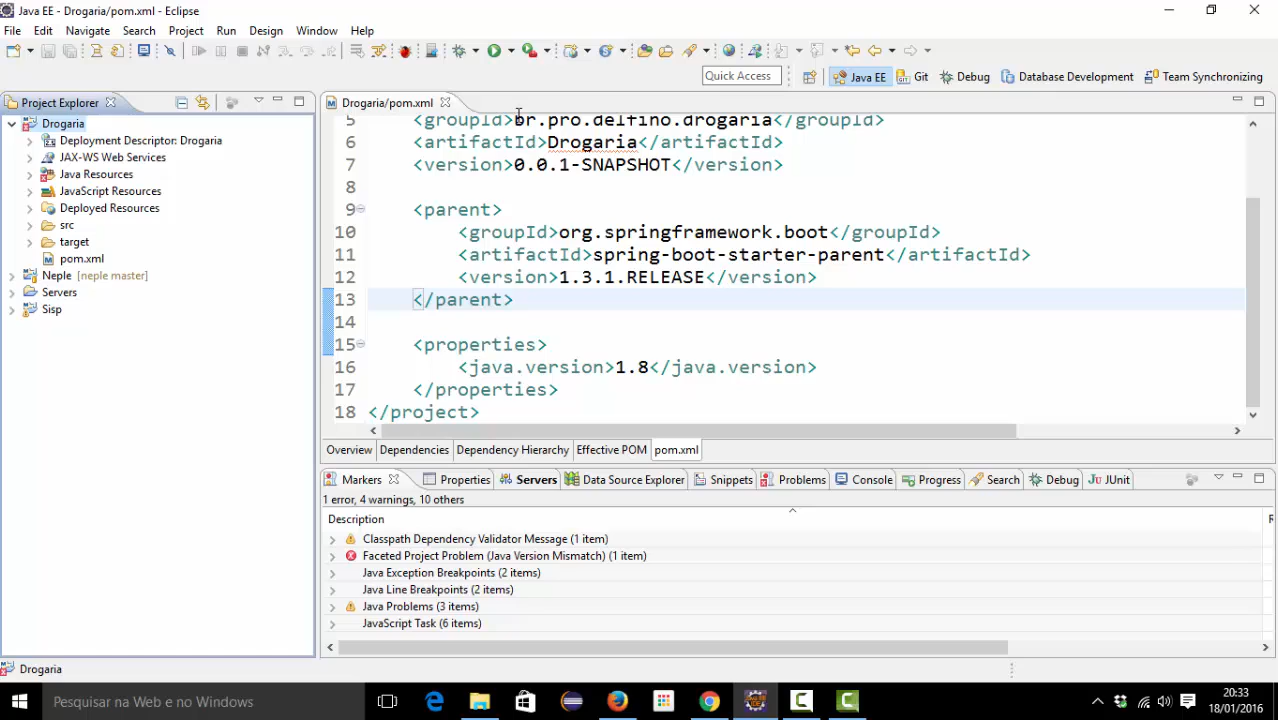 Java EE - Drogaria/pom.xml - Eclipse
File Edit Navigate Search Project Run Design Window Help
Quick Access Java EE Git Debug Database Development Team Synchronizing
Project Explorer
Drogaria
Deployment Descriptor: Drogaria
JAX-WS Web Services
Java Resources
JavaScript Resources
Deployed Resources
src
target
pom.xml
Neple [neple master]
Servers
Sisp
Drogaria/pom.xml
5 <groupId>br.pro.delfino.drogaria</groupId>
6 <artifactId>Drogaria</artifactId>
7 <version>0.0.1-SNAPSHOT</version>
8
9 <parent>
10 <groupId>org.springframework.boot</groupId>
11 <artifactId>spring-boot-starter-parent</artifactId>
12 <version>1.3.1.RELEASE</version>
13 </parent>
14
15 <properties>
16 <java.version>1.8</java.version>
17 </properties>
18 </project>
Overview Dependencies Dependency Hierarchy Effective POM pom.xml
Markers Properties Servers Data Source Explorer Snippets Problems Console Progress Search Debug JUnit
1 error, 4 warnings, 10 others
Description
Classpath Dependency Validator Message (1 item)
Faceted Project Problem (Java Version Mismatch) (1 item)
Java Exception Breakpoints (2 items)
Java Line Breakpoints (2 items)
Java Problems (3 items)
JavaScript Task (6 items)
Drogaria
Pesquisar na Web e no Windows
20:33
18/01/2016